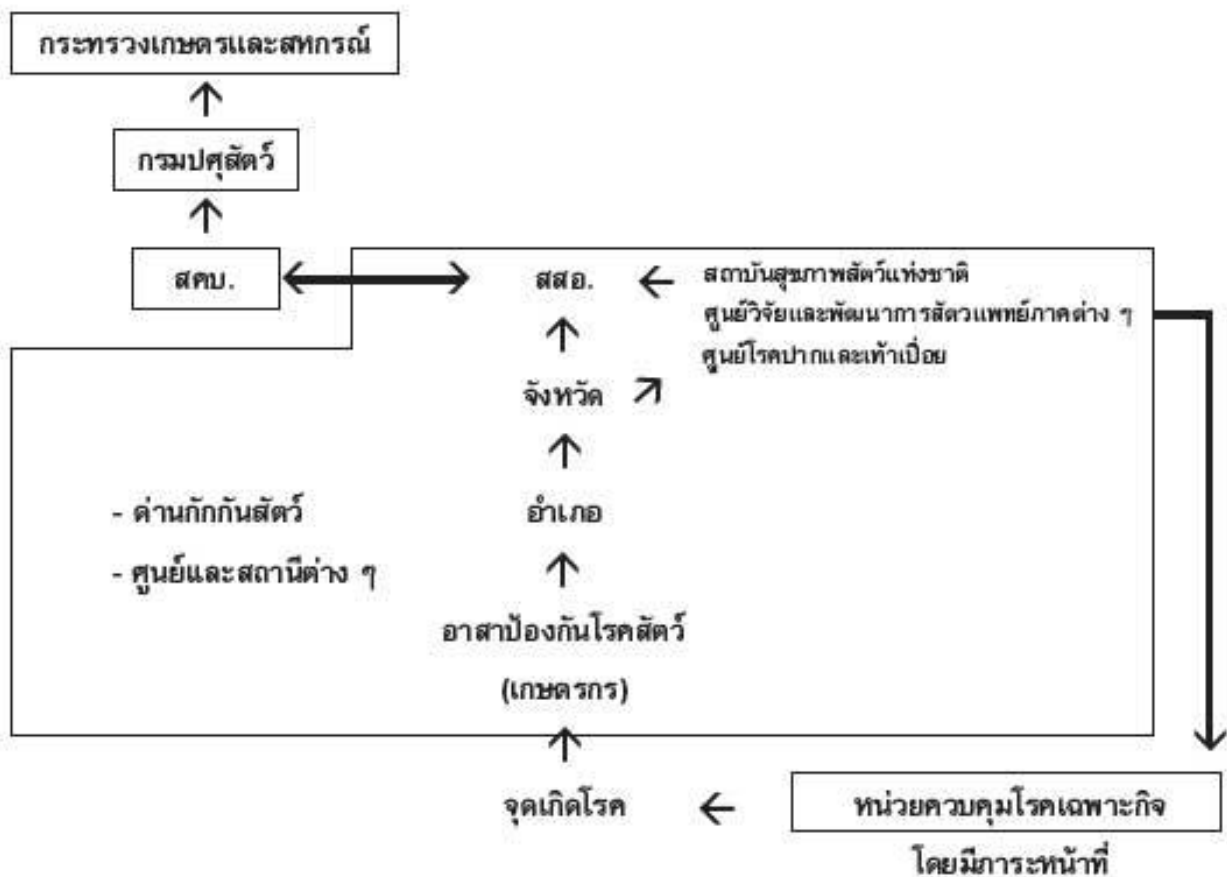 กระทรวงเกษตรและสหกรณ์
กรมปศุสัตว์
สคบ.
สสอ.
สถาบันสุขภาพสัตว์แห่งชาติ
ศูนย์วิจัยและพัฒนาการสัตวแพทย์ภาคต่าง ๆ
ศูนย์โรคปากและเท้าเปื่อย
จังหวัด
- ด่านกักกันสัตว์
อำเภอ
- ศูนย์และสถานีต่าง ๆ
อาสาป้องกันโรคสัตว์
(เกษตรกร)
จุดเกิดโรค
หน่วยควบคุมโรคเฉพาะกิจ
โดยมีภาระหน้าที่